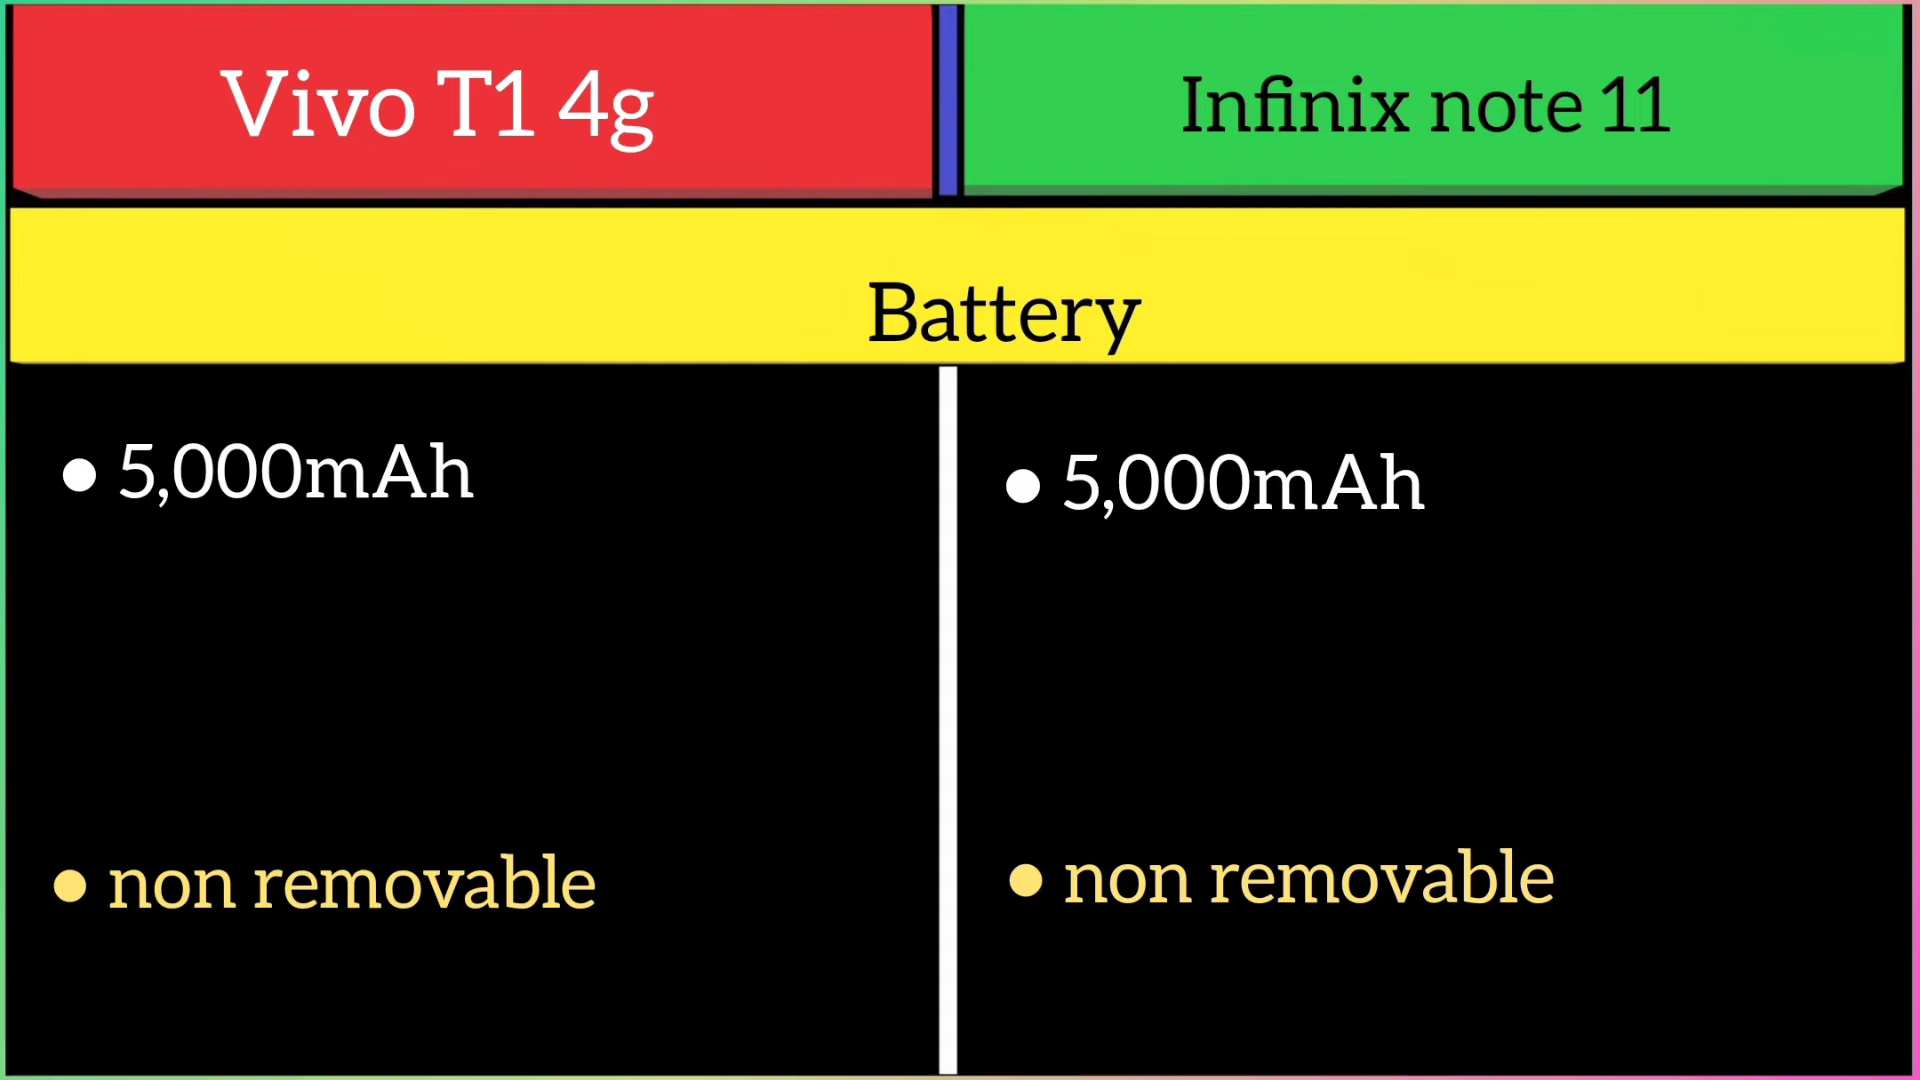 Vivo T1 4g
Infinix note 11
Battery
● 5,000mAh
● 5,000mAh
● non removable
● non removable